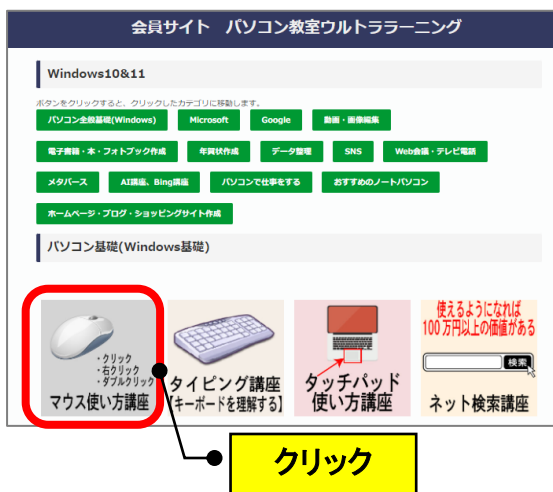 会員サイト　パソコン教室ウルトララーニング
Windows10&11
ボタンをクリックすると、クリックしたカテゴリに移動します。
パソコン全般基礎(Windows)　Microsoft　Google　動画・画像編集
電子書籍・本・フォトブック作成　年賀状作成　データ整理　SNS　Web会議・テレビ電話
メタバース　AI講座、Bing講座　パソコンで仕事をする　おすすめのノートパソコン
ホームページ・ブログ・ショッピングサイト作成
パソコン基礎(Windows基礎)
・クリック
・右クリック
・ダブルクリック
マウス使い方講座
タイピング講座
【キーボードを理解する】
タッチパッド
使い方講座
使えるようになれば
100万円以上の価値がある
検索
ネット検索講座
クリック